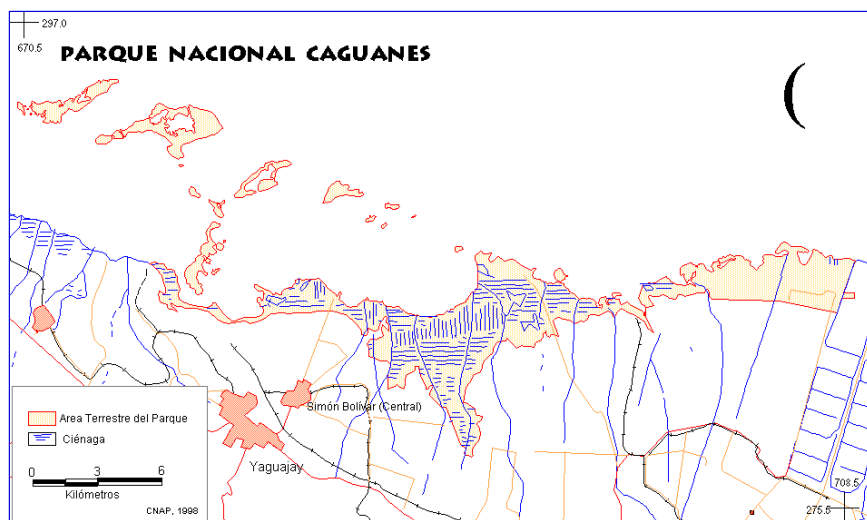 297.0
670.5
PARQUE NACIONAL CAGUANES
Simón Bolívar (Central)
Area Terrestre del Parque
Ciénaga
Yaguajay
0 3 6
Kilómetros
CNAP, 1998
708.5
275.5